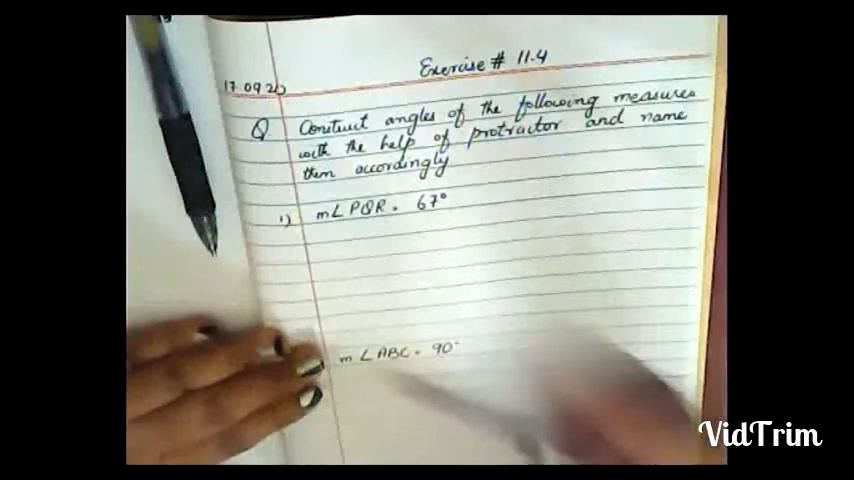 Exercise # 11.4
17 09 20
Q Construct angles of the following measures
with the help of protractor and name
them accordingly
1) m∠PQR = 67°
m∠ABC = 90°
VidTrim